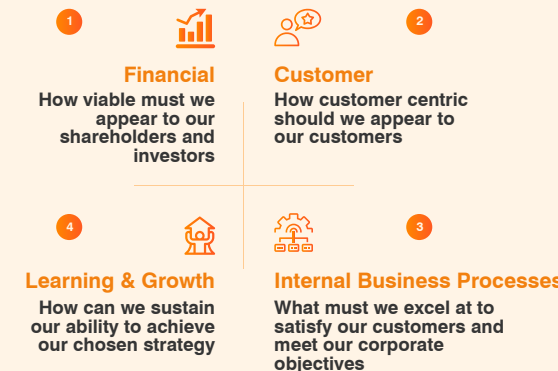 1
Financial
How viable must we
appear to our
shareholders and
investors
2
Customer
How customer centric
should we appear to
our customers
4
Learning & Growth
How can we sustain
our ability to achieve
our chosen strategy
3
Internal Business Processes
What must we excel at to
satisfy our customers and
meet our corporate
objectives